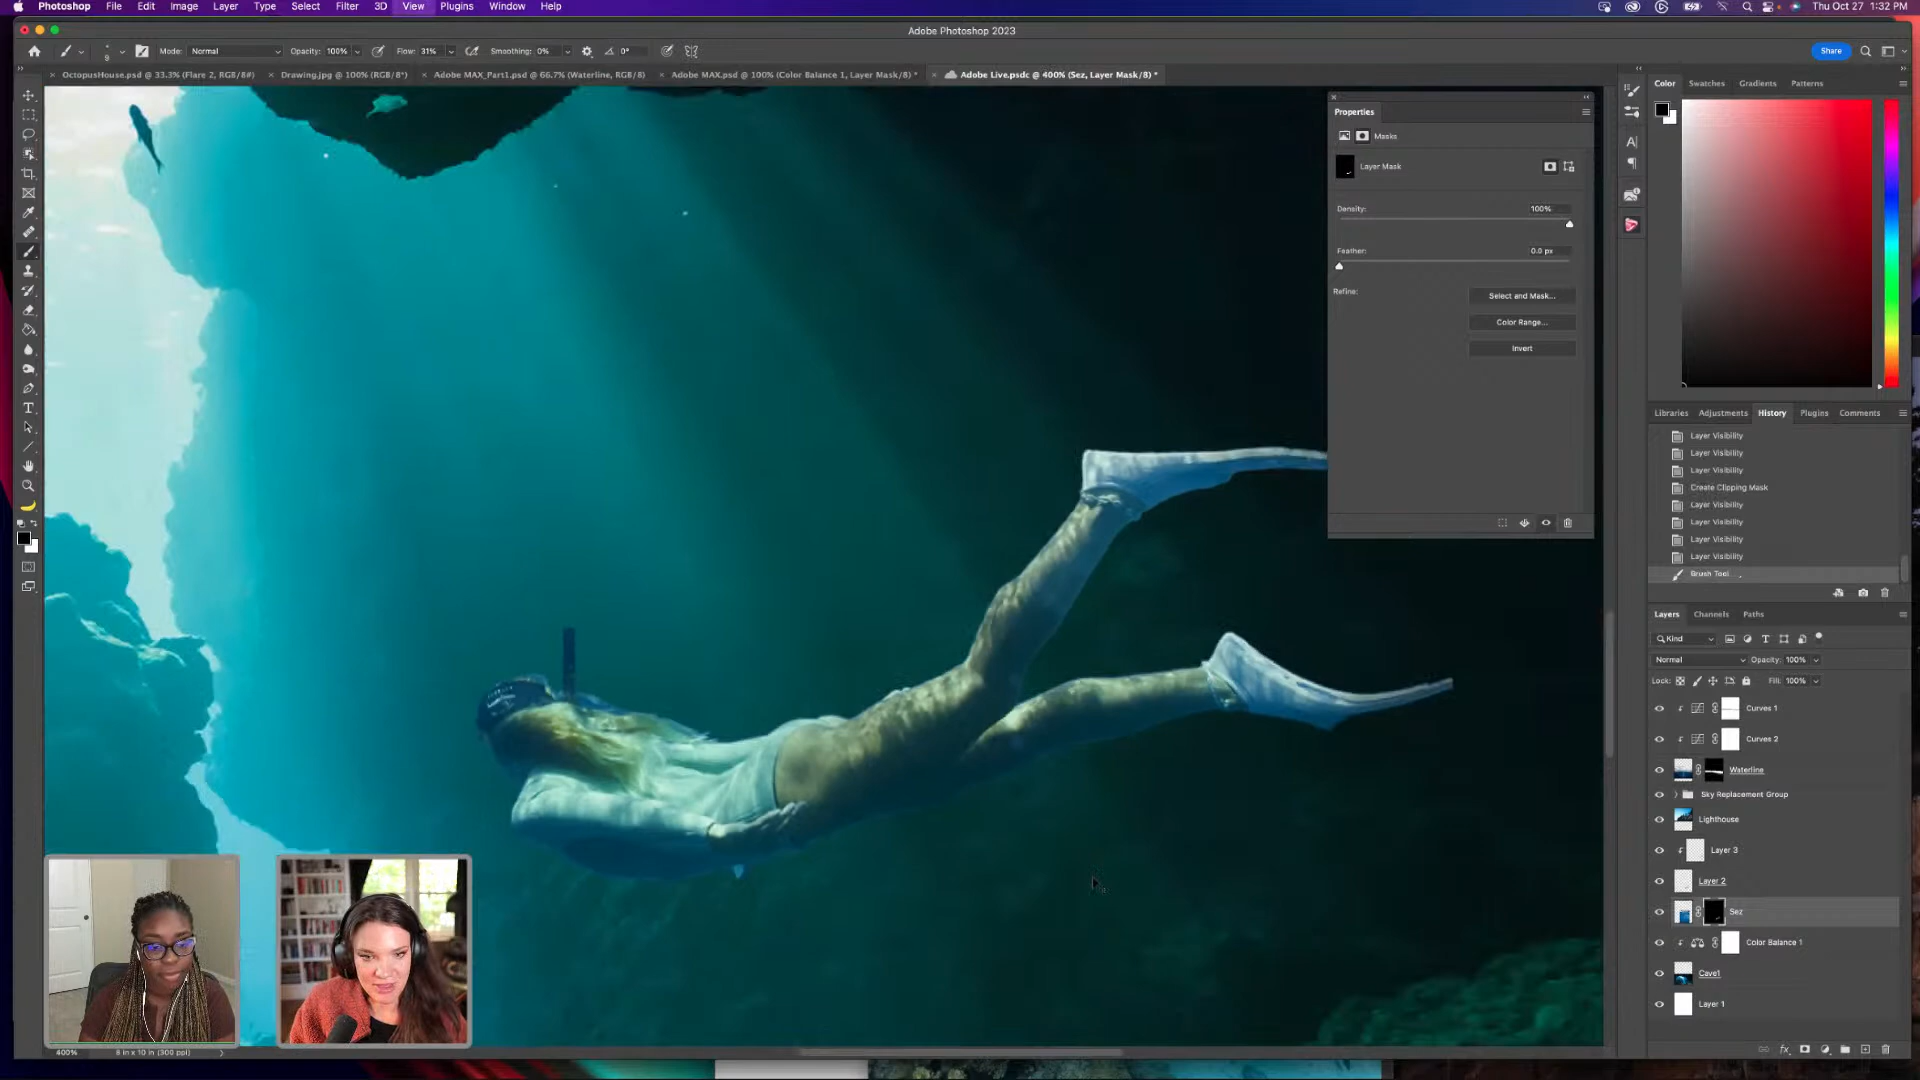 Photoshop File Edit Image Layer Type Select Filter 3D View Plugins Window Help Thu Oct 27 1:32 PM
Adobe Photoshop 2023
Mode: Normal Opacity: 100% Flow: 31% Smoothing: 0% 0° Share
9
OctopusHouse.psd @ 33.3% (Flare 2, RGB/8#) Drawing.jpg @ 100% (RGB/8*) Adobe MAX_Part1.psd @ 66.7% (Waterline, RGB/8) Adobe MAX.psd @ 100% (Color Balance 1, Layer Mask/8) * Adobe Live.psdc @ 400% (Sez, Layer Mask/8) *
Color Swatches Gradients Patterns
Properties
Masks
Layer Mask
Density: 100%
Feather: 0.0 px
Refine:
Select and Mask...
Color Range...
Invert
Libraries Adjustments History Plugins Comments
Layer Visibility
Layer Visibility
Layer Visibility
Create Clipping Mask
Layer Visibility
Layer Visibility
Layer Visibility
Layer Visibility
Brush Tool
Layers Channels Paths
Kind
Normal Opacity: 100%
Lock: Fill: 100%
Curves 1
Curves 2
Waterline
Sky Replacement Group
Lighthouse
Layer 3
Layer 2
Sez
Color Balance 1
Cave1
Layer 1
400% 8 in x 10 in (300 ppi)